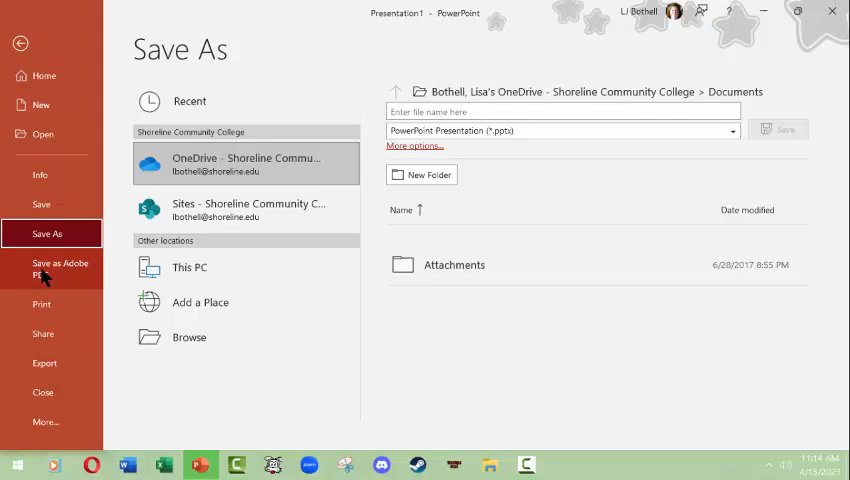 Presentation1 - PowerPoint
LJ Bothell
?
Save As
Home
New
Open
Info
Save
Save As
Save as Adobe
PDF
Print
Share
Export
Close
More...
Recent
Shoreline Community College
OneDrive - Shoreline Commu...
lbothell@shoreline.edu
Sites - Shoreline Community C...
lbothell@shoreline.edu
Other locations
This PC
Add a Place
Browse
Bothell, Lisa's OneDrive - Shoreline Community College > Documents
Enter file name here
PowerPoint Presentation (*.pptx)
Save
More options...
New Folder
Name ↑
Date modified
Attachments
6/28/2017 8:55 PM
zoom
11:14 AM
4/15/2023